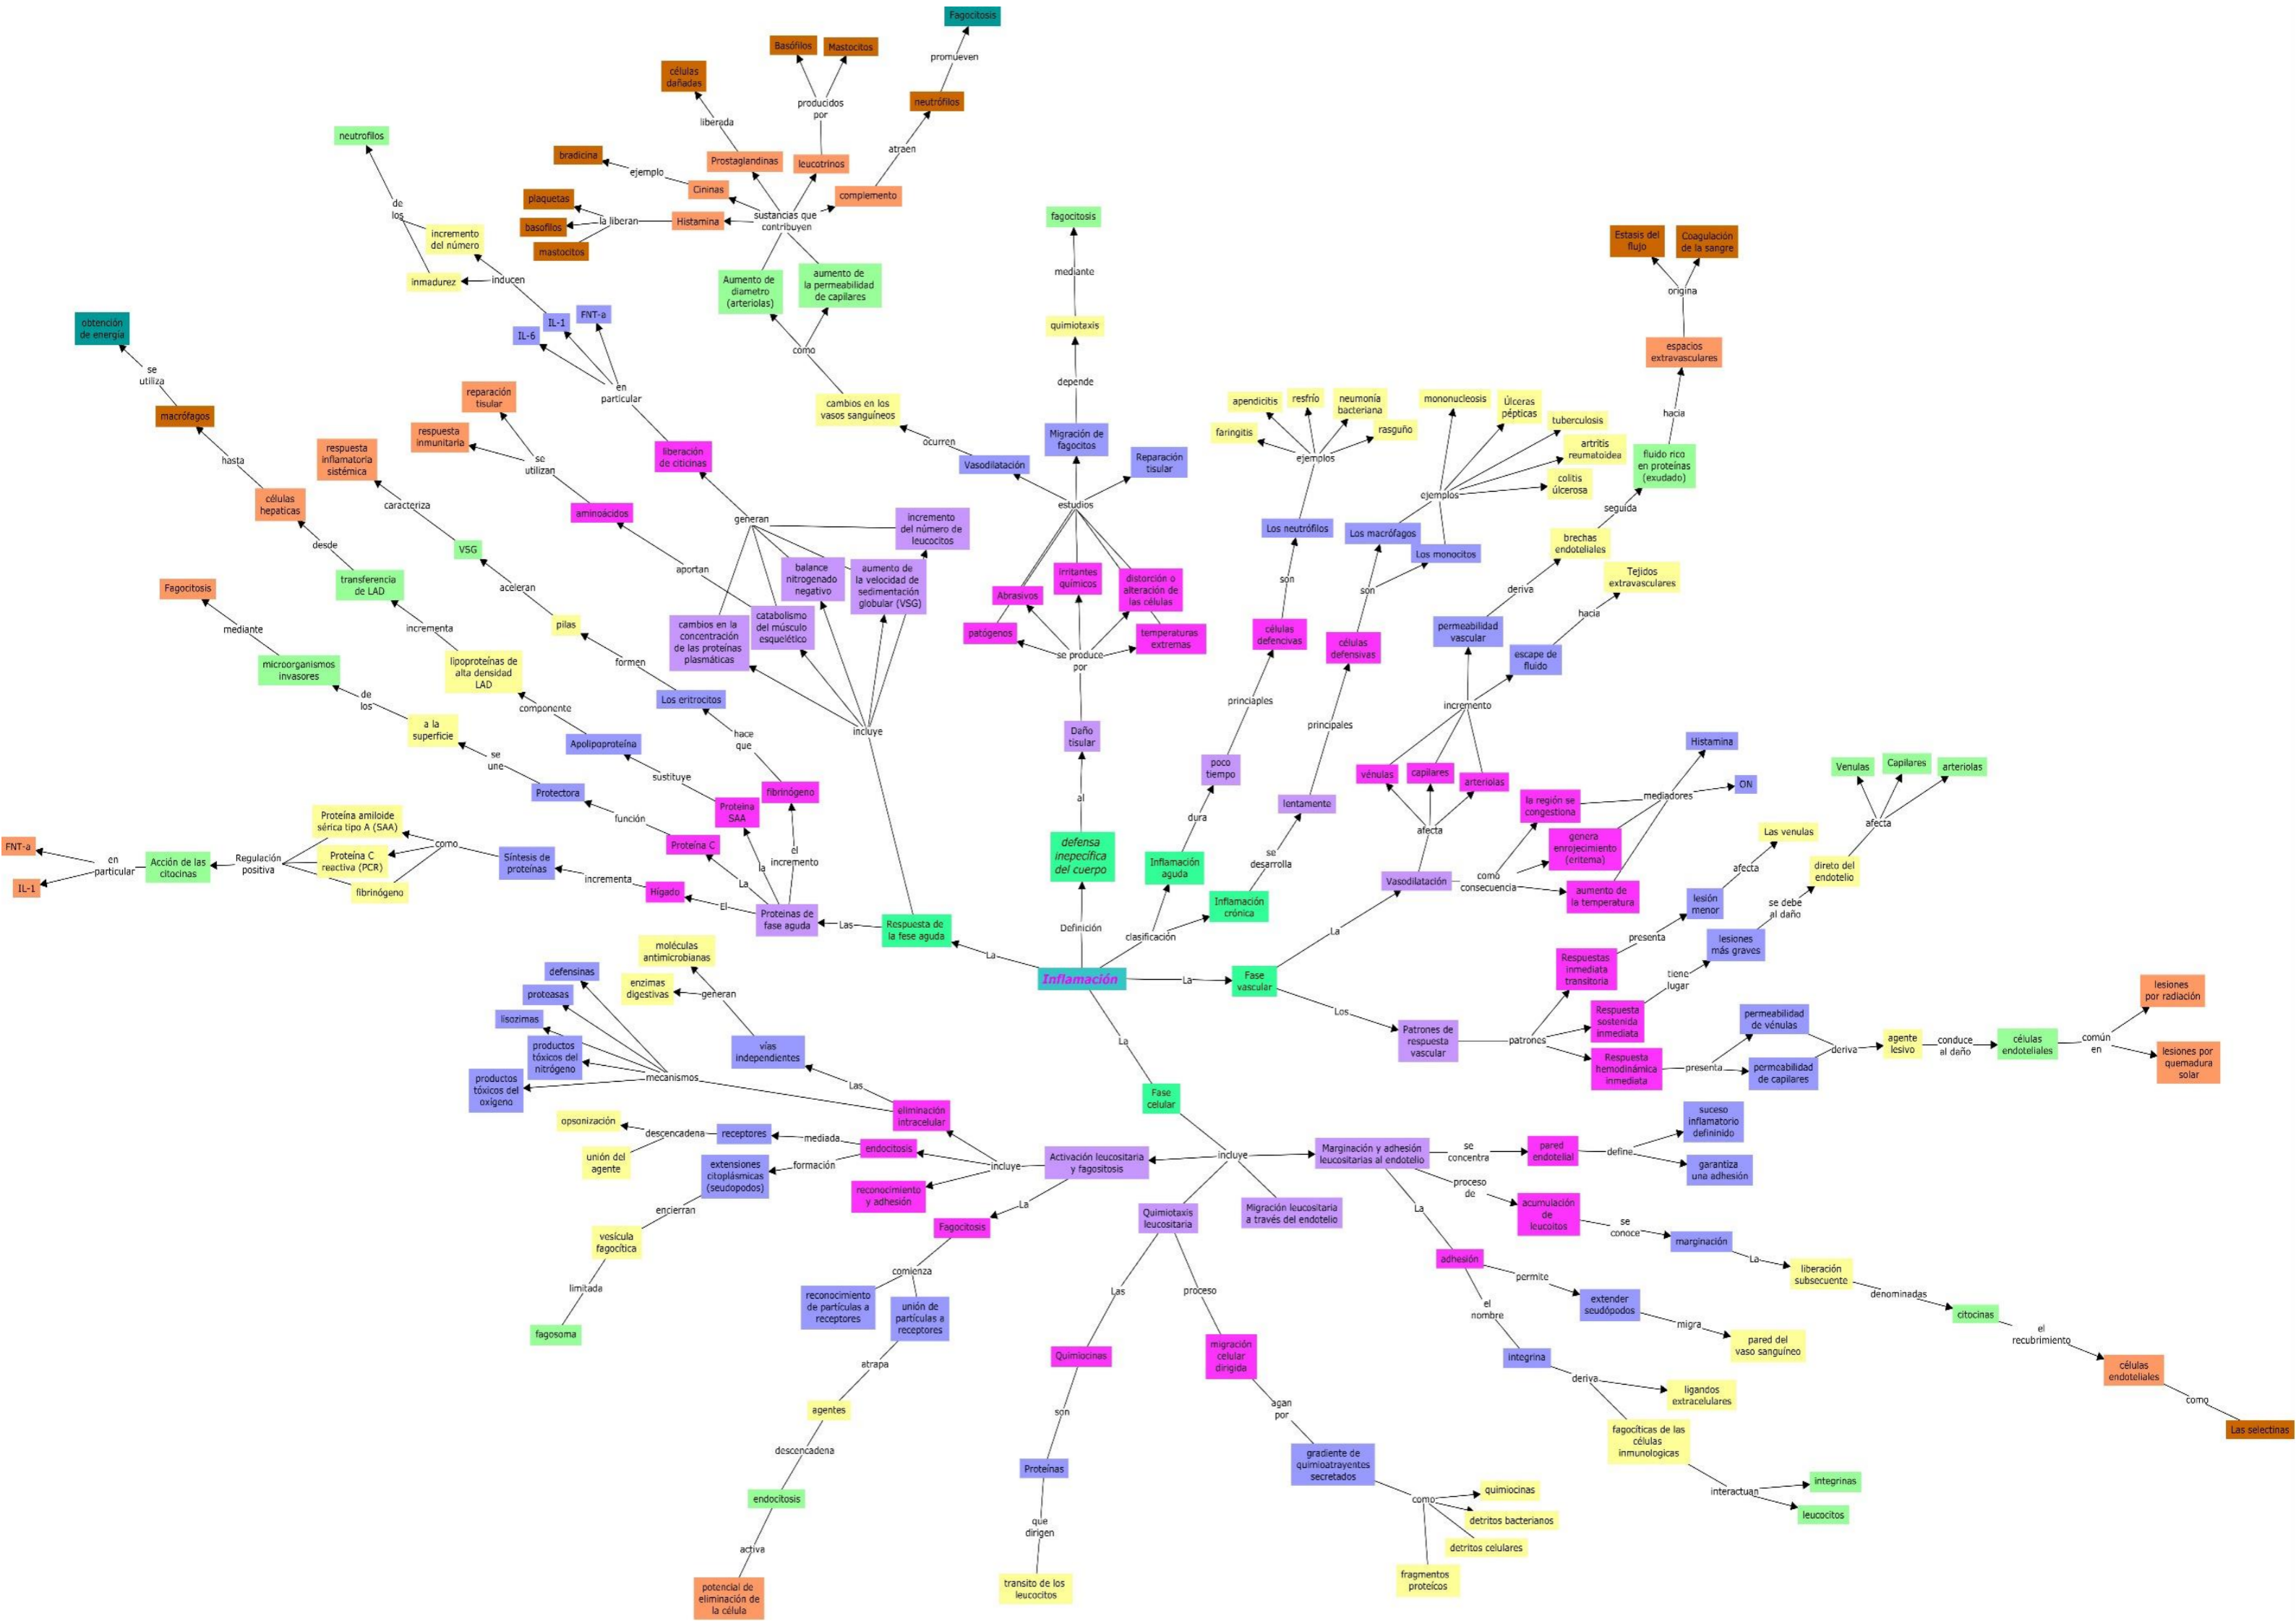 Fagocitosis
promueven
neutrófilos
atraen
complemento
Basófilos
Mastocitos
producidos
por
leucotrinos
células
dañadas
liberada
Prostaglandinas
bradicina
ejemplo
Cininas
plaquetas
basofilos
mastocitos
la liberan
Histamina
sustancias que
contribuyen
Aumento de
diametro
(arteriolas)
aumento de
la permeabilidad
de capilares
como
cambios en los
vasos sanguíneos
ocurren
Vasodilatación
neutrofilos
de
los
incremento
del número
inmadurez
inducen
IL-6
IL-1
FNT-a
en
particular
liberación
de citicinas
obtención
de energía
se
utiliza
macrófagos
hasta
células
hepaticas
desde
transferencia
de LAD
incrementa
lipoproteínas de
alta densidad
LAD
componente
Apolipoproteína
sustituye
Proteina
SAA
reparación
tisular
respuesta
inmunitaria
se
utilizan
aminoácidos
aportan
respuesta
inflamatoria
sistémica
caracteriza
VSG
aceleran
pilas
formen
Los eritrocitos
hace
que
fibrinógeno
generan
incremento
del número de
leucocitos
balance
nitrogenado
negativo
aumento de
la velocidad de
sedimentación
globular (VSG)
cambios en la
concentración
de las proteínas
plasmáticas
catabolismo
del músculo
esquelético
incluye
Fagocitosis
mediante
microorganismos
invasores
de
los
a la
superficie
se
une
Protectora
función
Proteína C
La
la
el
incremento
Proteína amiloide
sérica tipo A (SAA)
Proteína C
reactiva (PCR)
fibrinógeno
como
Síntesis de
proteínas
incrementa
Hígado
El
FNT-a
IL-1
en
particular
Acción de las
citocinas
Regulación
positiva
Proteinas de
fase aguda
Las
Respuesta de
la fese aguda
La
fagocitosis
mediante
quimiotaxis
depende
Migración de
fagocitos
Reparación
tisular
estudios
Abrasivos
irritantes
químicos
distorción o
alteración de
las células
patógenos
temperaturas
extremas
se produce
por
Daño
tisular
al
defensa
inepecífica
del cuerpo
Definición
Inflamación
clasificación
Inflamación
aguda
dura
poco
tiempo
princiaples
células
defencivas
son
Los neutrófilos
ejemplos
faringitis
apendicitis
resfrío
neumonía
bacteriana
rasguño
Inflamación
crónica
se
desarrolla
lentamente
principales
células
defensivas
son
Los macrófagos
Los monocitos
ejemplos
mononucleosis
Úlceras
pépticas
tuberculosis
artritis
reumatoidea
colitis
úlcerosa
Estasis del
flujo
Coagulación
de la sangre
origina
espacios
extravasculares
hacia
fluido rico
en proteínas
(exudado)
seguida
brechas
endoteliales
deriva
permeabilidad
vascular
Tejidos
extravasculares
hacia
escape de
fluido
incremento
vénulas
capilares
arteriolas
afecta
Vasodilatación
como
consecuencia
la región se
congestiona
genera
enrojecimiento
(eritema)
aumento de
la temperatura
mediadores
Histamina
ON
La
La
Fase
vascular
Los
Patrones de
respuesta
vascular
patrones
Respuestas
inmediata
transitoria
presenta
lesión
menor
afecta
Las venulas
Respuesta
sostenida
inmediata
tiene
lugar
lesiones
más graves
se debe
al daño
direto del
endotelio
afecta
Venulas
Capilares
arteriolas
Respuesta
hemodinámica
inmediata
presenta
permeabilidad
de vénulas
permeabilidad
de capilares
deriva
agente
lesivo
conduce
al daño
células
endoteliales
común
en
lesiones
por radiación
lesiones por
quemadura
solar
La
Fase
celular
incluye
Activación leucositaria
y fagositosis
incluye
eliminación
intracelular
Las
vías
independientes
generan
moléculas
antimicrobianas
enzimas
digestivas
mecanismos
defensinas
proteasas
lisozimas
productos
tóxicos del
nitrógeno
productos
tóxicos del
oxígeno
endocitosis
mediada
receptores
descencadena
opsonización
unión del
agente
formación
extensiones
citoplásmicas
(seudopodos)
encierran
vesícula
fagocítica
limitada
fagosoma
reconocimiento
y adhesión
La
Fagocitosis
comienza
reconocimiento
de partículas a
receptores
unión de
partículas a
receptores
atrapa
agentes
descencadena
endocitosis
activa
potencial de
eliminación de
la célula
Quimiotaxis
leucositaria
Las
Quimiocinas
son
Proteínas
que
dirigen
transito de los
leucocitos
proceso
migración
celular
dirigida
agan
por
gradiente de
quimioatrayentes
secretados
como
quimiocinas
detritos bacterianos
detritos celulares
fragmentos
proteícos
Migración leucositaria
a través del endotelio
Marginación y adhesión
leucositarias al endotelio
se
concentra
pared
endotelial
define
suceso
inflamatorio
defininido
garantiza
una adhesión
proceso
de
acumulación
de
leucoitos
se
conoce
marginación
La
liberación
subsecuente
denominadas
citocinas
el
recubrimiento
células
endoteliales
como
Las selectinas
La
adhesión
permite
extender
seudópodos
migra
pared del
vaso sanguíneo
el
nombre
integrina
deriva
ligandos
extracelulares
fagocíticas de las
células
inmunologicas
interactuan
integrinas
leucocitos